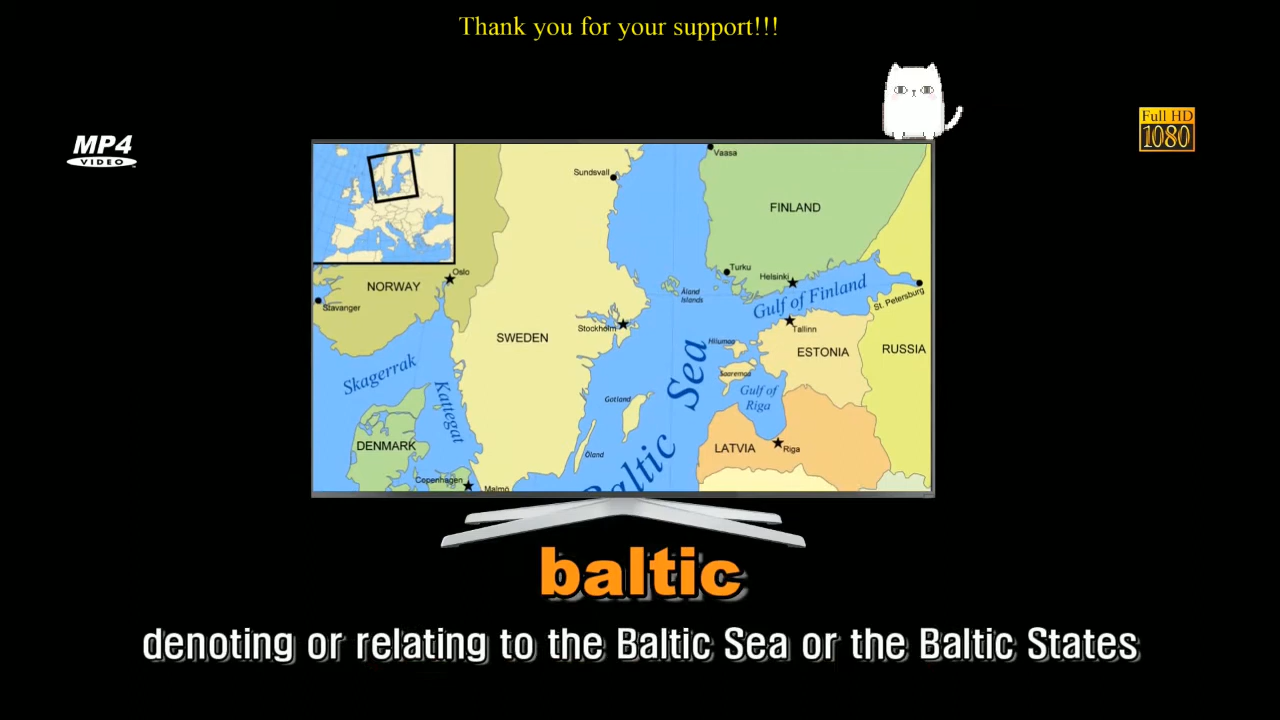 Thank you for your support!!!
MP4
VIDEO
Full HD
1080
Vaasa
Sundsvall
FINLAND
Turku
Helsinki
Oslo
NORWAY
Åland
Islands
Gulf of Finland
St. Petersburg
Stavanger
Stockholm
SWEDEN
Tallinn
Hiiumaa
ESTONIA
RUSSIA
Skagerrak
Kattegat
Saaremaa
Gulf of
Riga
Gotland
Baltic Sea
DENMARK
Öland
LATVIA
Riga
Copenhagen
Malmö
baltic
denoting or relating to the Baltic Sea or the Baltic States